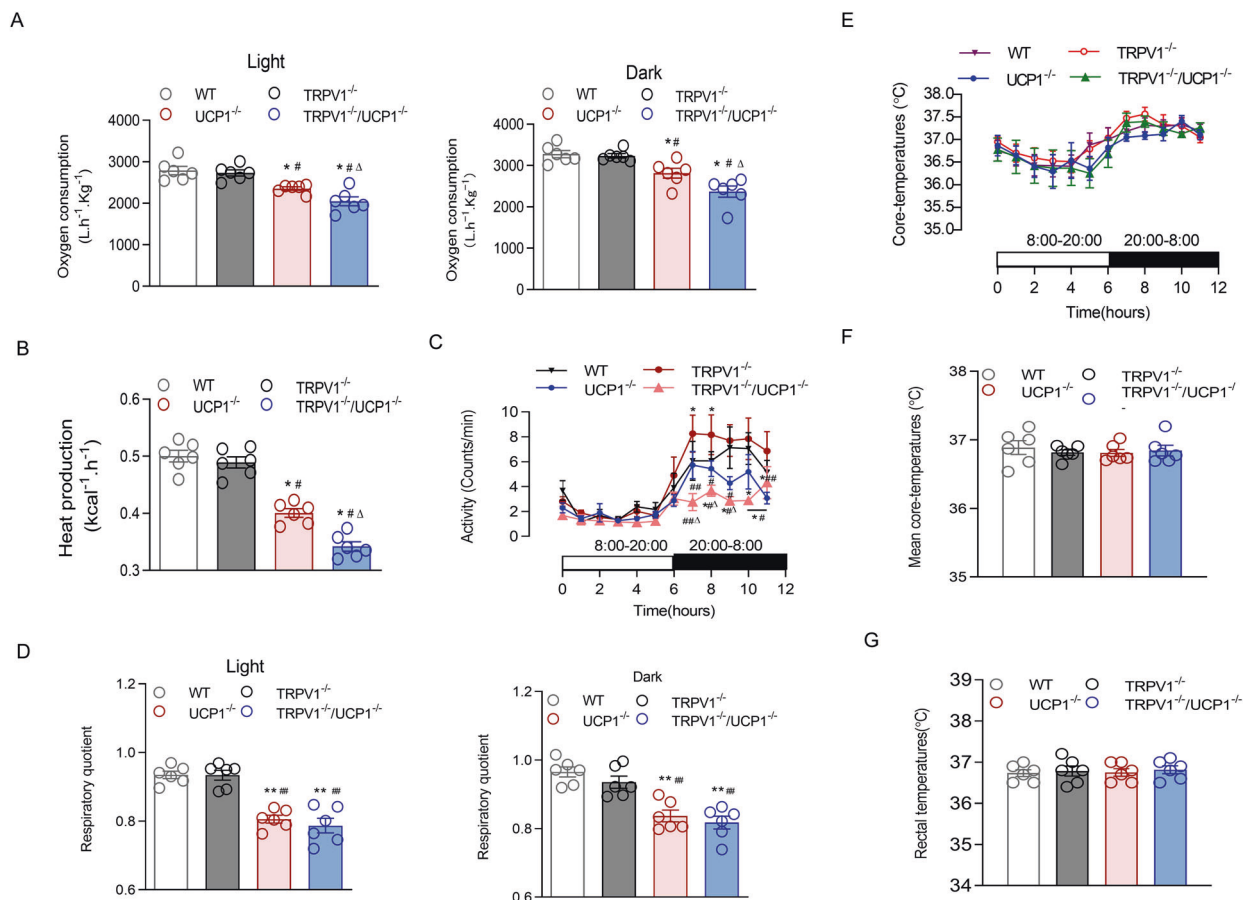 A
Light
WT
TRPV1-/-
UCP1-/-
TRPV1-/-/UCP1-/-
Oxygen consumption
(L.h⁻¹.Kg⁻¹)
4000
3000
2000
1000
0
* #
* # Δ
Dark
WT
TRPV1-/-
UCP1-/-
TRPV1-/-/UCP1-/-
Oxygen consumption
(L.h⁻¹.Kg⁻¹)
4000
3000
2000
1000
0
* #
* # Δ
B
WT
TRPV1-/-
UCP1-/-
TRPV1-/-/UCP1-/-
Heat production
(kcal⁻¹.h⁻¹)
0.6
0.5
0.4
0.3
* #
* # Δ
C
WT
TRPV1-/-
UCP1-/-
TRPV1-/-/UCP1-/-
Activity (Counts/min)
10
8
6
4
2
0
* *
*##
## # # *
##Δ *#Δ *#Δ * #
8:00-20:00 20:00-8:00
0 2 4 6 8 10 12
Time(hours)
D
Light
WT
TRPV1-/-
UCP1-/-
TRPV1-/-/UCP1-/-
Respiratory quotient
1.2
1.0
0.8
0.6
** ##
** ##
Dark
WT
TRPV1-/-
UCP1-/-
TRPV1-/-/UCP1-/-
Respiratory quotient
1.2
1.0
0.8
0.6
** ##
** ##
E
WT
TRPV1-/-
UCP1-/-
TRPV1-/-/UCP1-/-
Core-temperatures (°C)
38.0
37.5
37.0
36.5
36.0
35.5
35.0
8:00-20:00 20:00-8:00
0 2 4 6 8 10 12
Time(hours)
F
WT
TRPV1-/-
UCP1-/-
TRPV1-/-/UCP1-/
-
Mean core-temperatures (°C)
38
37
36
35
G
WT
TRPV1-/-
UCP1-/-
TRPV1-/-/UCP1-/-
Rectal temperatures(°C)
39
38
37
36
35
34